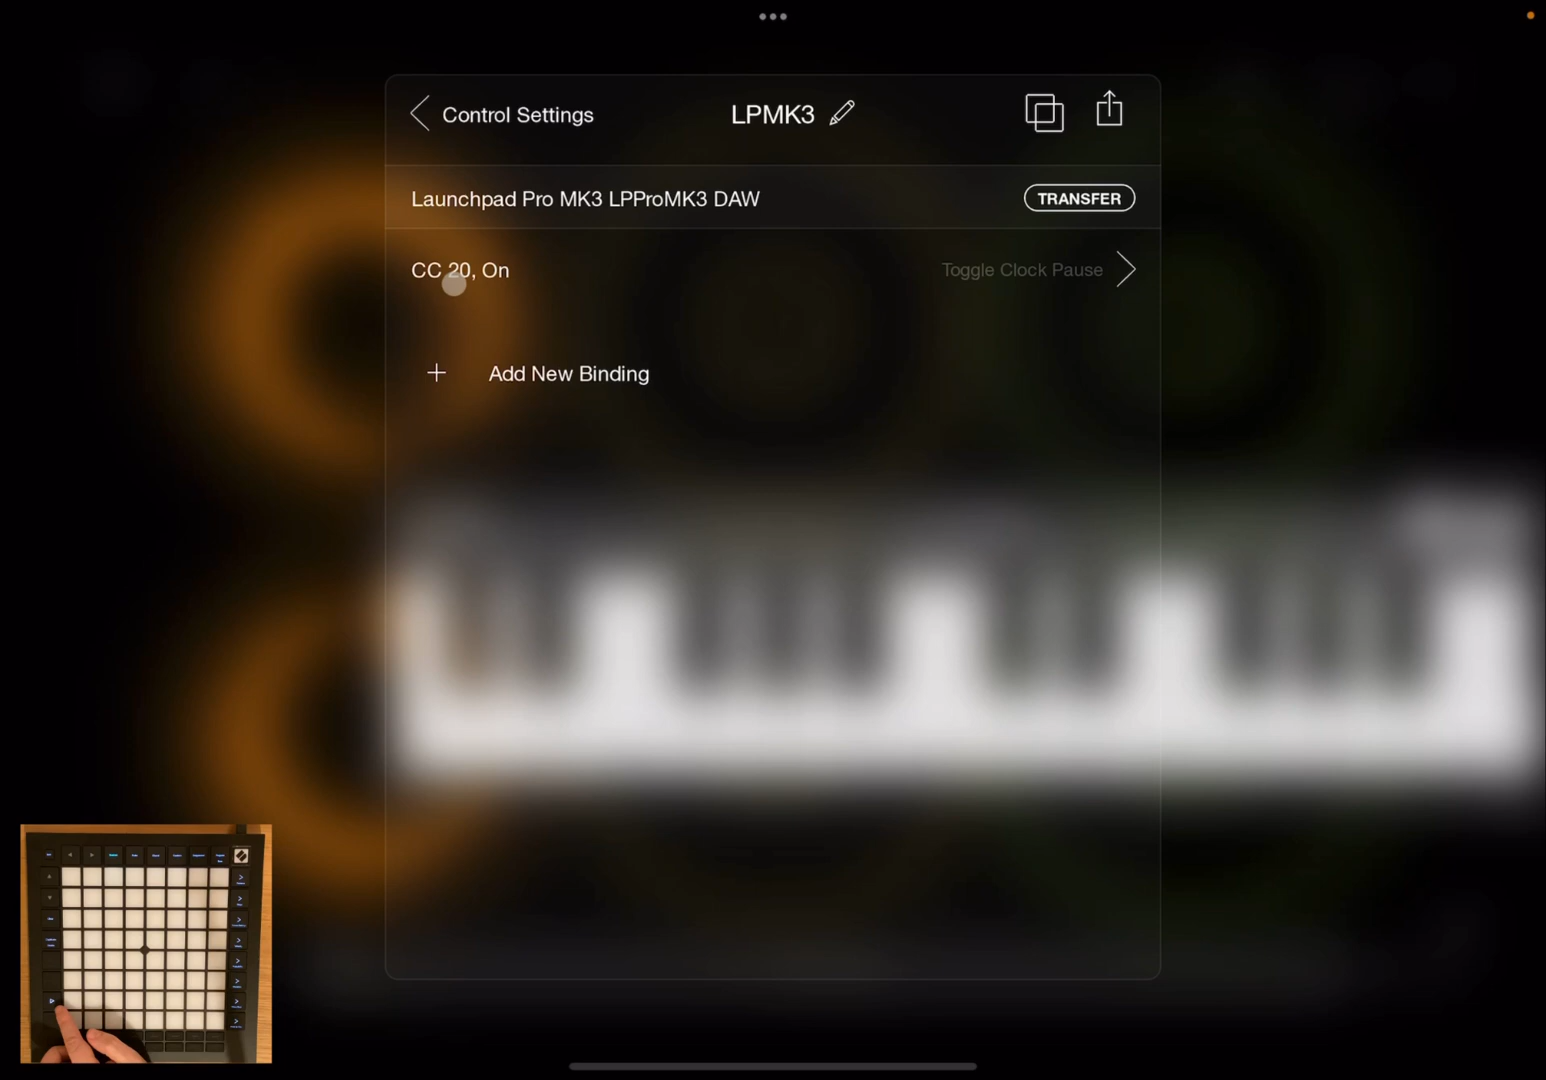 Control Settings
LPMK3
Launchpad Pro MK3 LPProMK3 DAW
TRANSFER
CC 20, On
Toggle Clock Pause
Add New Binding